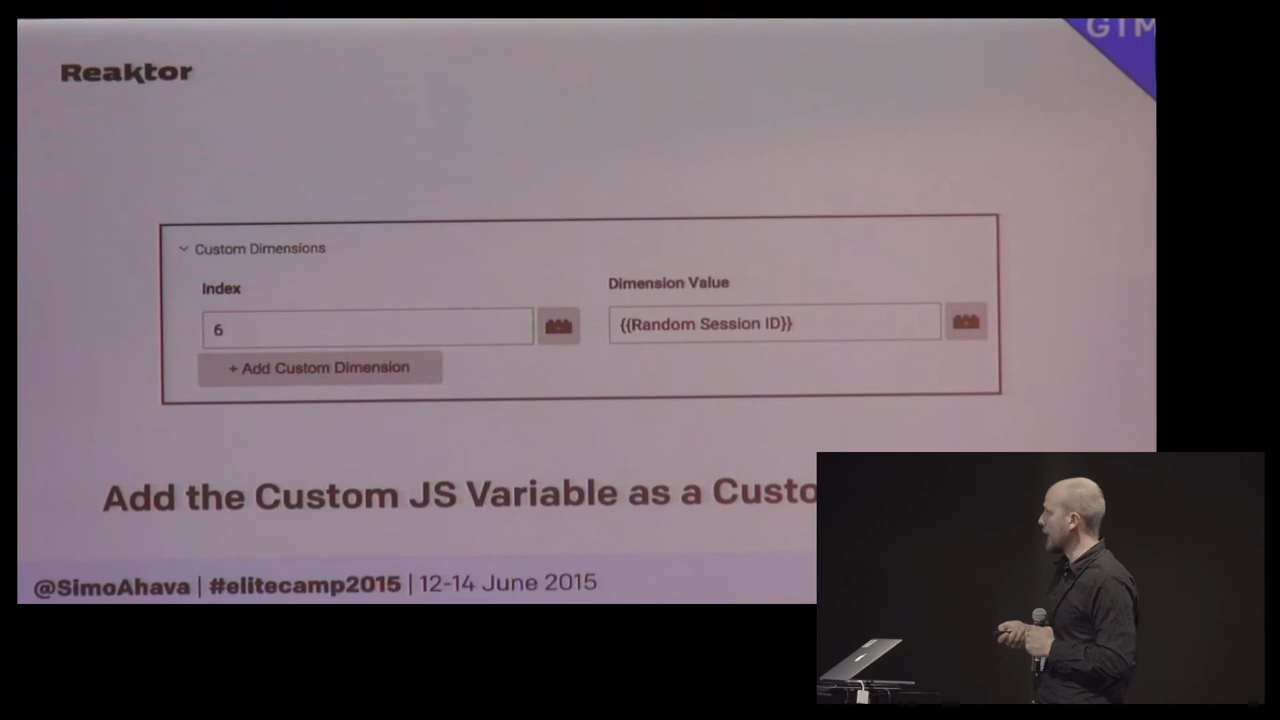 GTM
Reaktor
Custom Dimensions
Index
Dimension Value
6
{{Random Session ID}}
+ Add Custom Dimension
Add the Custom JS Variable as a
@SimoAhava | #elitecamp2015 | 12-14 June 2015